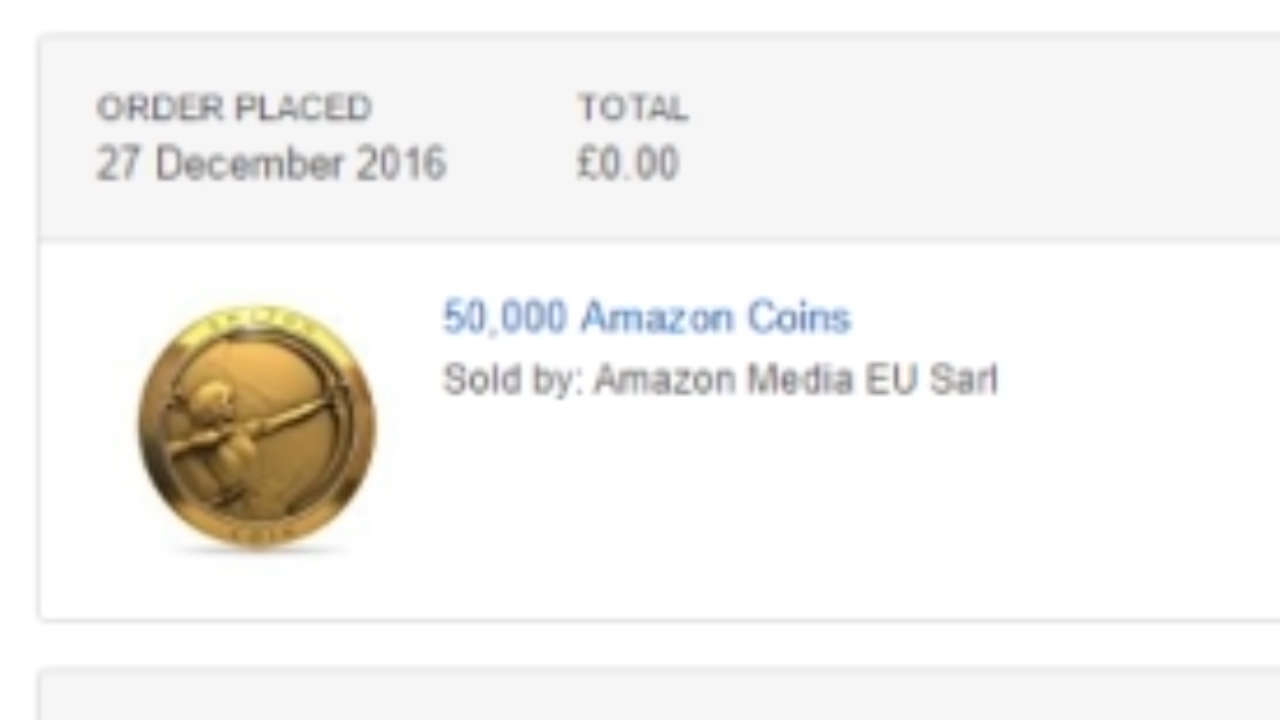 ORDER PLACED
27 December 2016
TOTAL
£0.00
50,000 Amazon Coins
Sold by: Amazon Media EU Sarl